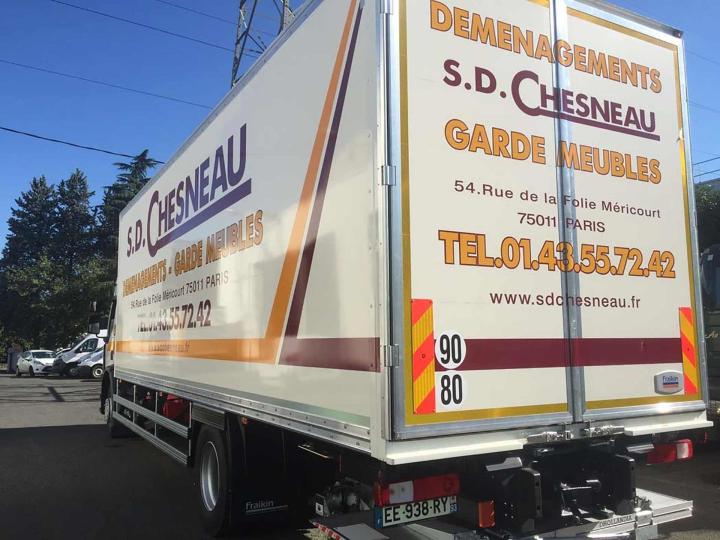 S.D. CHESNEAU
DEMENAGEMENTS - GARDE MEUBLES
54.Rue de la Folie Méricourt 75011 PARIS
TEL.01.43.55.72.42
DEMENAGEMENTS
S.D. CHESNEAU
GARDE MEUBLES
54.Rue de la Folie Méricourt
75011 PARIS
TEL.01.43.55.72.42
www.sdchesneau.fr
90
80
fraikin
fraikin
EE-938-RY